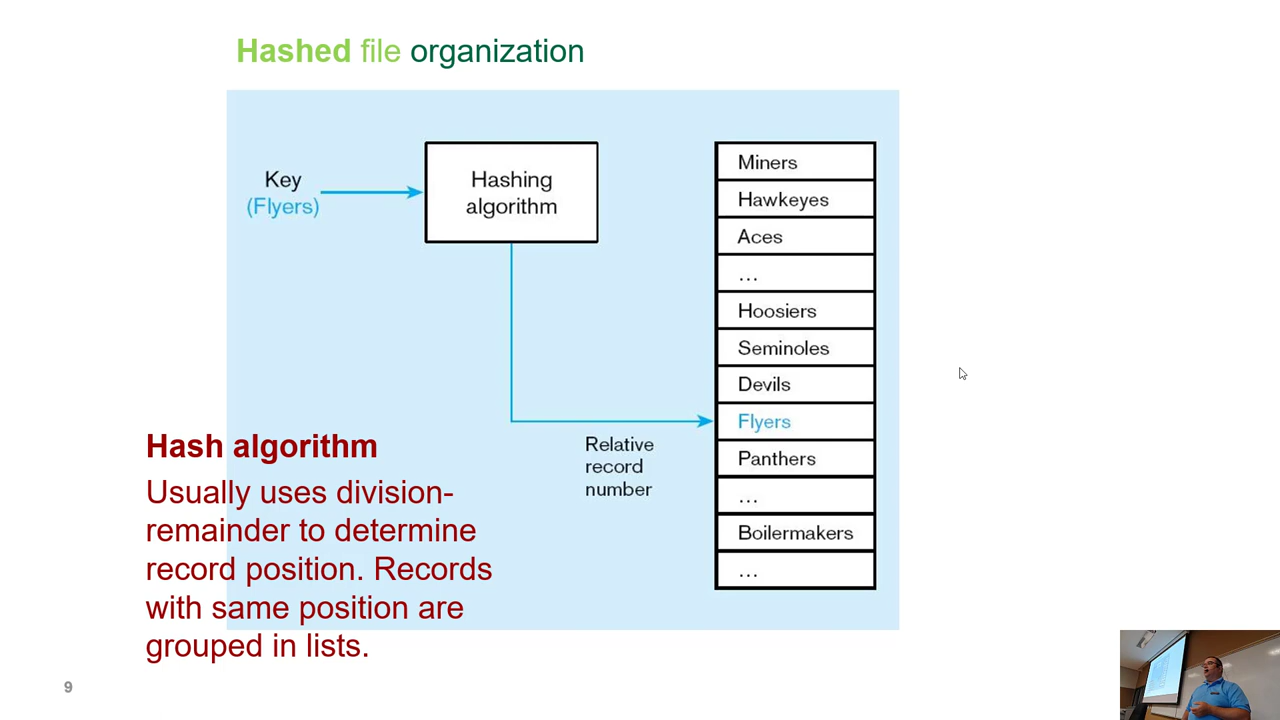 Hashed file organization
Key
(Flyers)
Hashing
algorithm
Miners
Hawkeyes
Aces
...
Hoosiers
Seminoles
Devils
Flyers
Panthers
...
Boilermakers
...
Relative
record
number
Hash algorithm
Usually uses division-
remainder to determine
record position. Records
with same position are
grouped in lists.
9